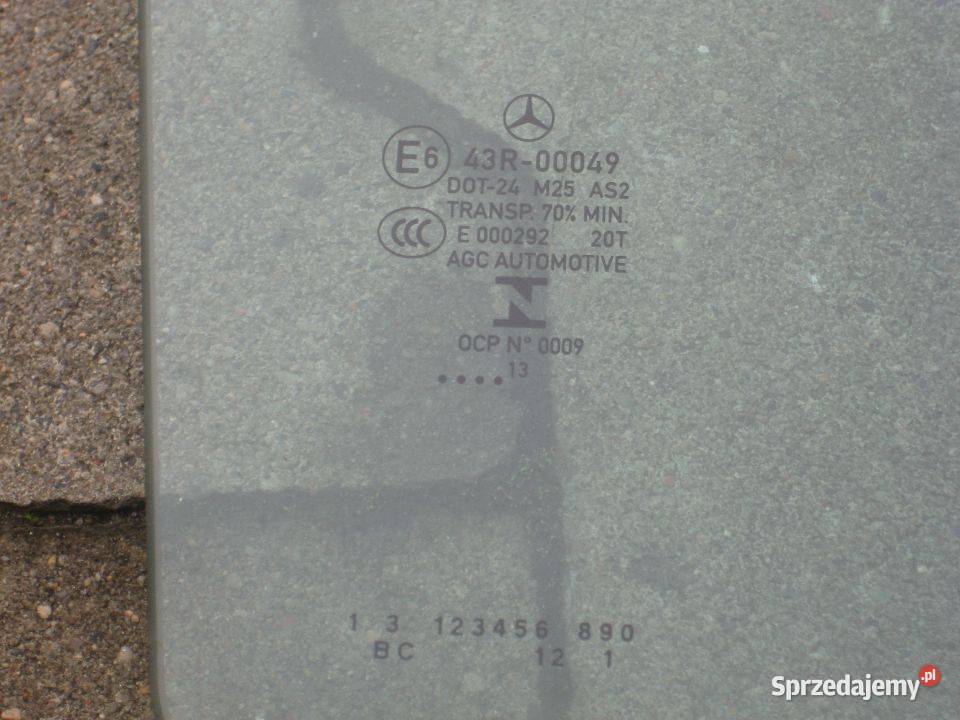 E6 43R-00049
DOT-24 M25 AS2
TRANSP. 70% MIN.
CCC E 000292 20T
AGC AUTOMOTIVE
N
OCP N° 0009
....13
1 3 123456 890
BC 12 1
Sprzedajemy.pl